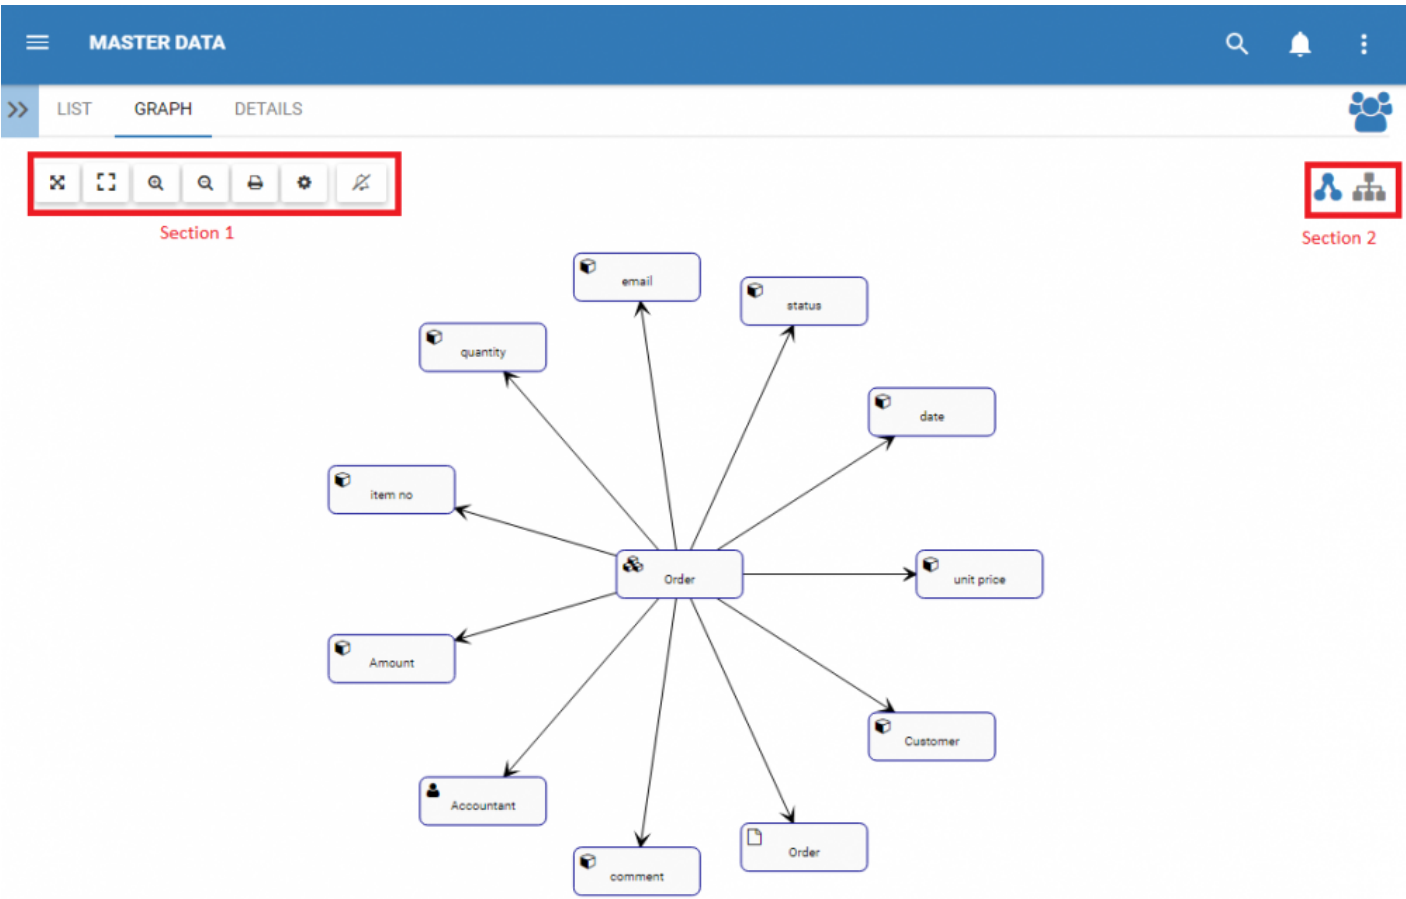 MASTER DATA
LIST GRAPH DETAILS
Section 1
Section 2
email
status
quantity
date
item no
Order
unit price
Amount
Customer
Accountant
Order
comment